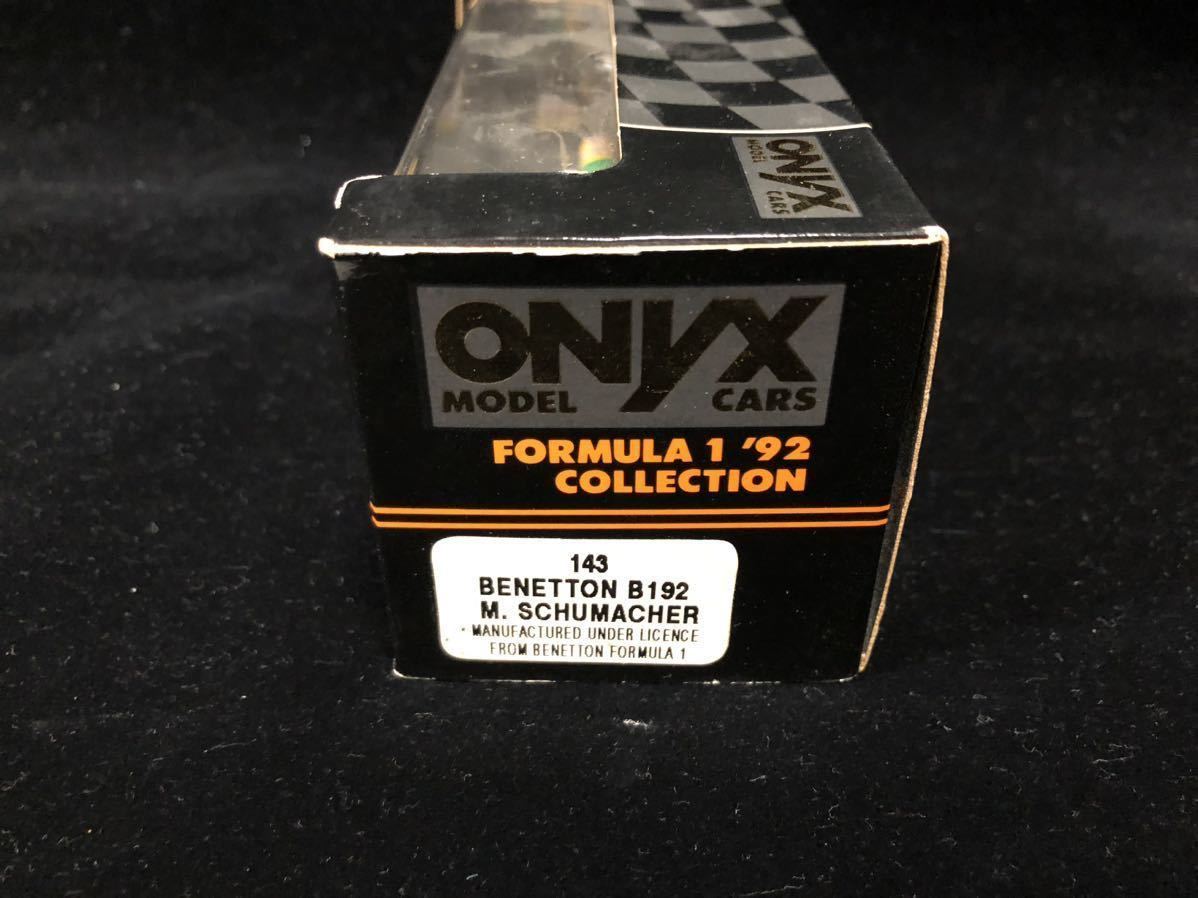 ONYX
MODEL CARS
ONYX
MODEL CARS
FORMULA 1 '92
COLLECTION
143
BENETTON B192
M. SCHUMACHER
MANUFACTURED UNDER LICENCE
FROM BENETTON FORMULA 1